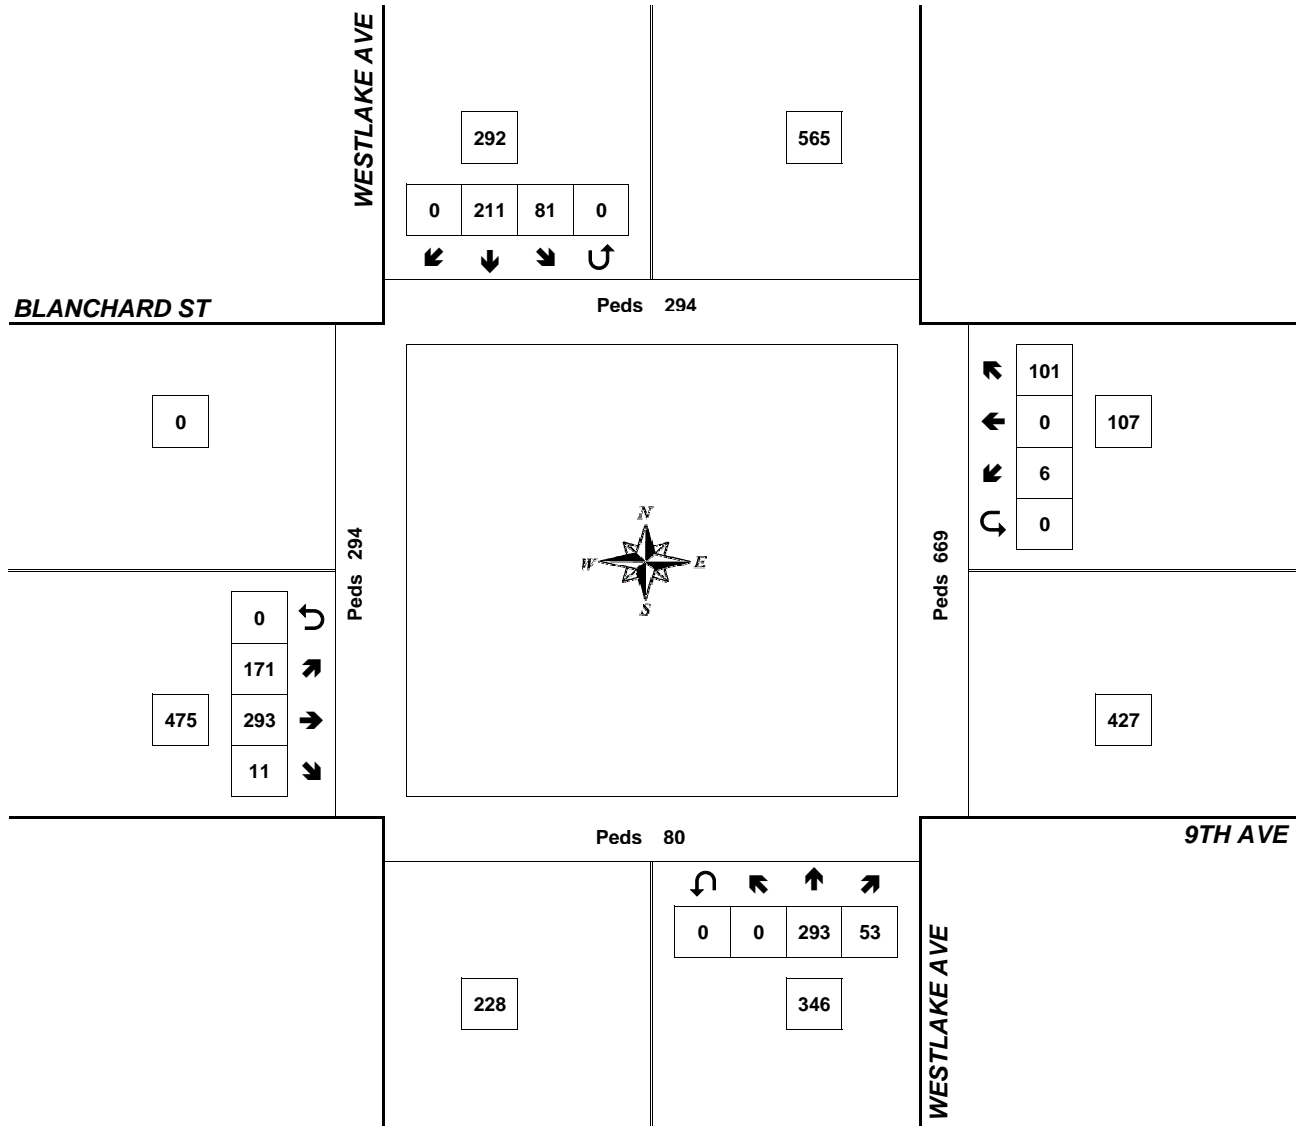 WESTLAKE AVE
292
565
0 211 81 0
BLANCHARD ST
Peds 294
101
0
0
107
6
0
N
W E
S
Peds 294
Peds 669
0
171
475
293
427
11
Peds 80
9TH AVE
0 0 293 53
WESTLAKE AVE
228
346